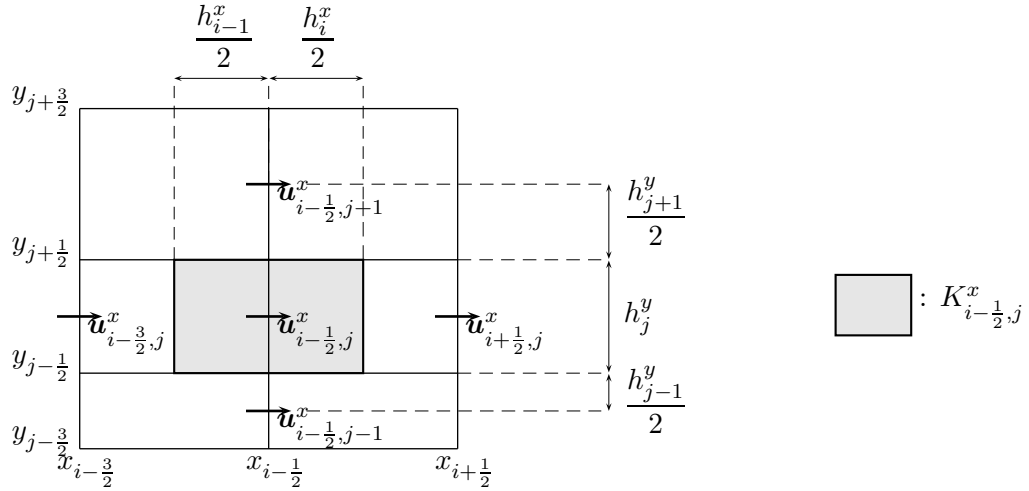 h^x_{i-1}/2 h^x_i/2
y_{j+3/2}
u^x_{i-1/2,j+1} h^y_{j+1}/2
y_{j+1/2}
u^x_{i-3/2,j} u^x_{i-1/2,j} u^x_{i+1/2,j} h^y_j : K^x_{i-1/2,j}
y_{j-1/2}
u^x_{i-1/2,j-1} h^y_{j-1}/2
y_{j-3/2}
x_{i-3/2} x_{i-1/2} x_{i+1/2}